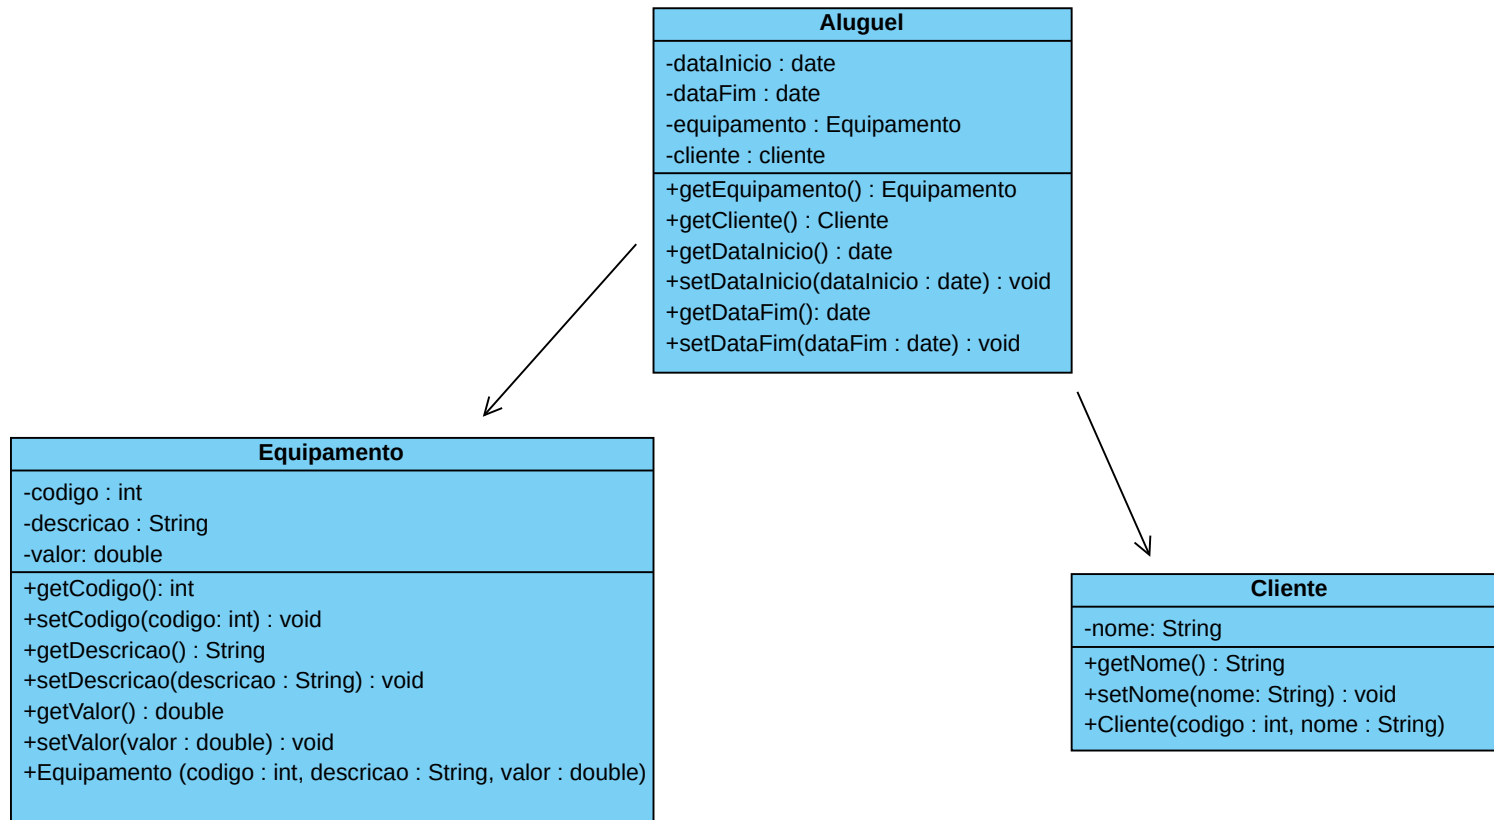 Aluguel
-dataInicio : date
-dataFim : date
-equipamento : Equipamento
-cliente : cliente
+getEquipamento() : Equipamento
+getCliente() : Cliente
+getDataInicio() : date
+setDataInicio(dataInicio : date) : void
+getDataFim(): date
+setDataFim(dataFim : date) : void
Equipamento
-codigo : int
-descricao : String
-valor: double
+getCodigo(): int
+setCodigo(codigo: int) : void
+getDescricao() : String
+setDescricao(descricao : String) : void
+getValor() : double
+setValor(valor : double) : void
+Equipamento (codigo : int, descricao : String, valor : double)
Cliente
-nome: String
+getNome() : String
+setNome(nome: String) : void
+Cliente(codigo : int, nome : String)